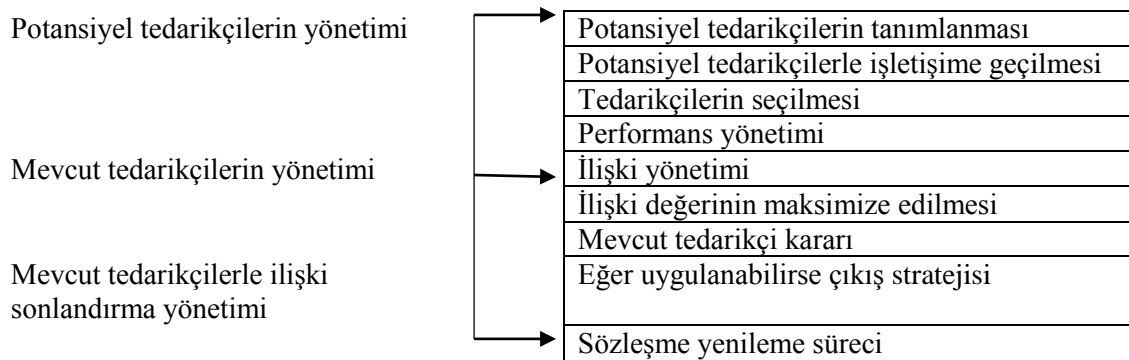 Potansiyel tedarikçilerin yönetimi
Potansiyel tedarikçilerin tanımlanması
Potansiyel tedarikçilerle işletişime geçilmesi
Tedarikçilerin seçilmesi
Performans yönetimi
Mevcut tedarikçilerin yönetimi
İlişki yönetimi
İlişki değerinin maksimize edilmesi
Mevcut tedarikçi kararı
Mevcut tedarikçilerle ilişki
sonlandırma yönetimi
Eğer uygulanabilirse çıkış stratejisi
Sözleşme yenileme süreci